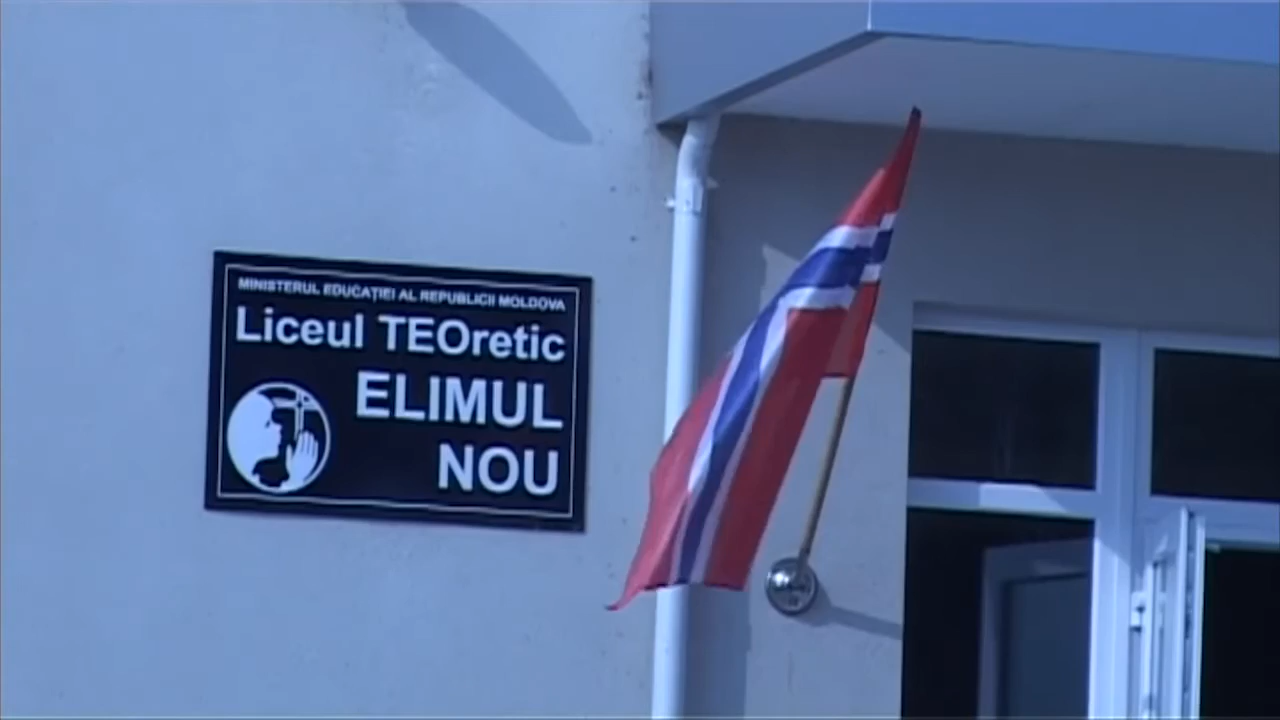 MINISTERUL EDUCAȚIEI AL REPUBLICII MOLDOVA
Liceul TEOretic
ELIMUL
NOU